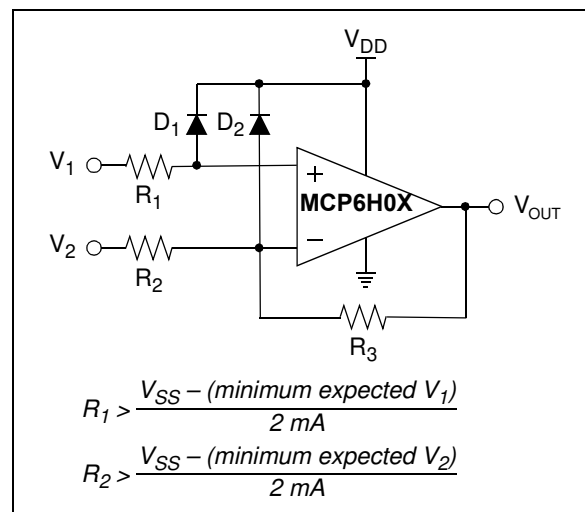 V_DD
D_1 D_2
V_1
R_1
+
MCP6H0X
V_OUT
V_2
−
R_2
R_3
R_1 > V_SS – (minimum expected V_1) / 2 mA
R_2 > V_SS – (minimum expected V_2) / 2 mA